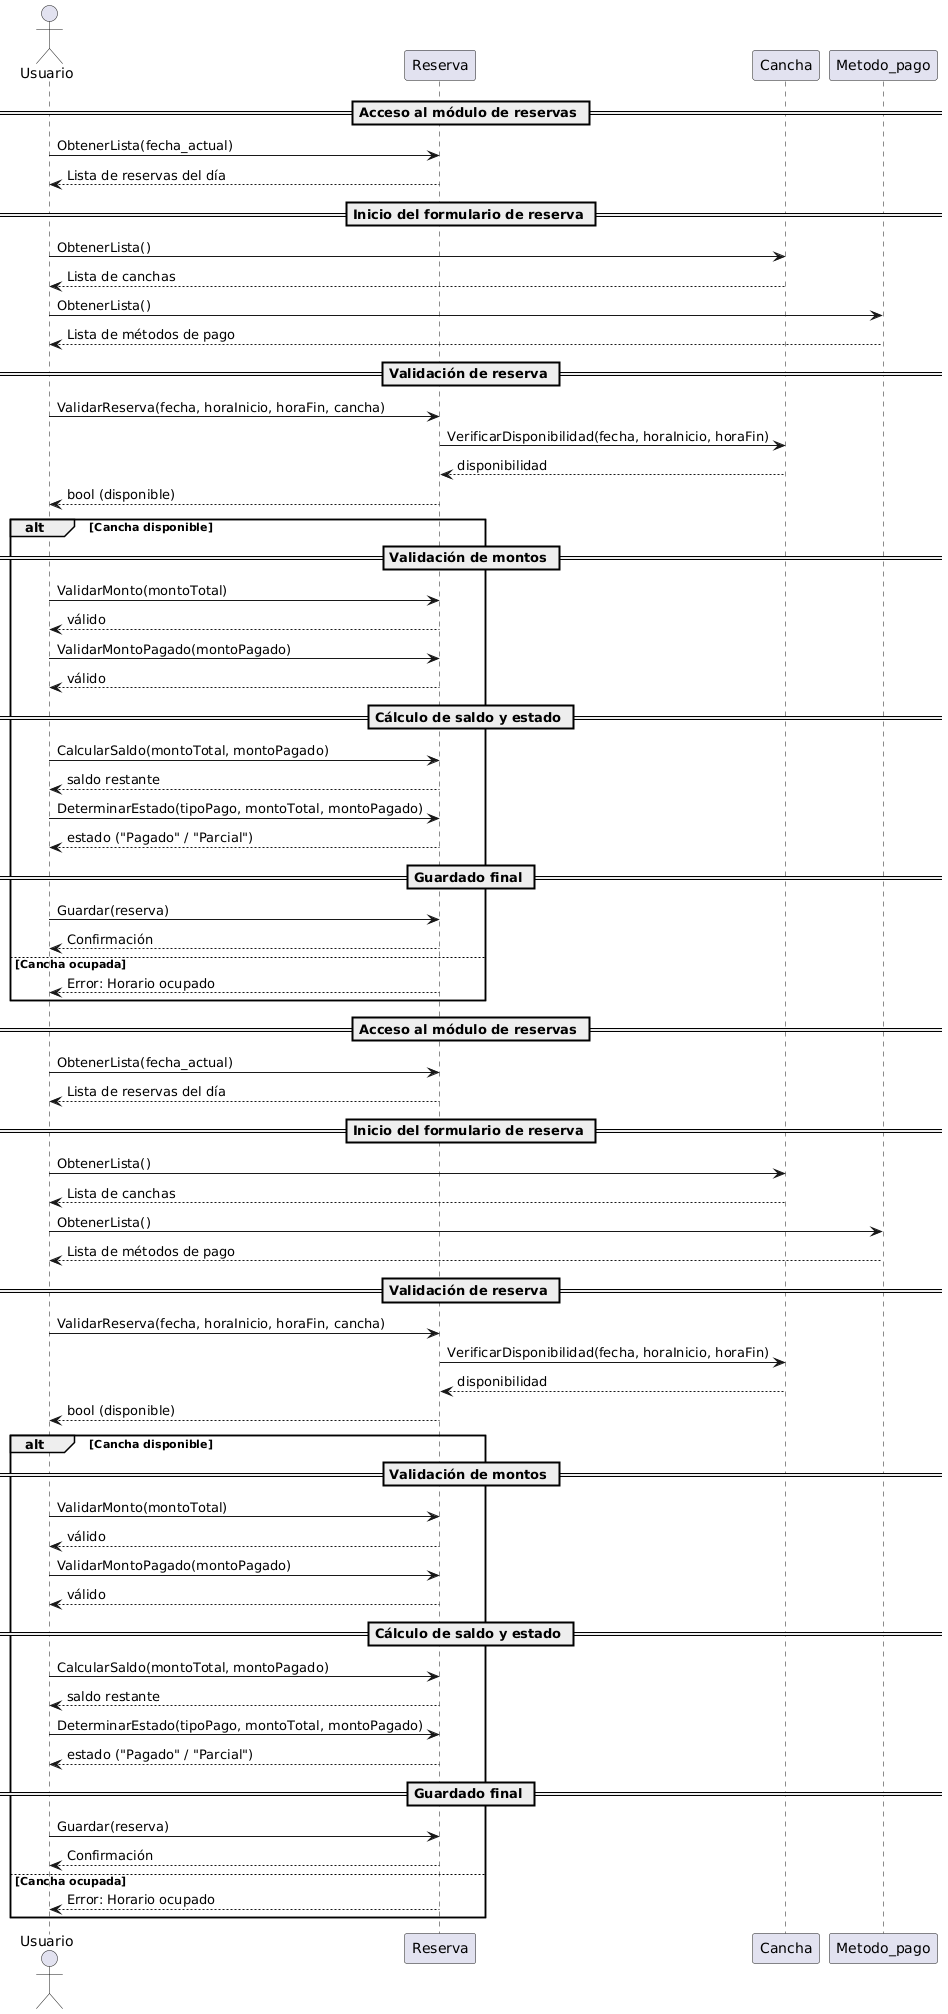 Usuario
Reserva
Cancha
Metodo_pago
Acceso al módulo de reservas
ObtenerLista(fecha_actual)
Lista de reservas del día
Inicio del formulario de reserva
ObtenerLista()
Lista de canchas
ObtenerLista()
Lista de métodos de pago
Validación de reserva
ValidarReserva(fecha, horaInicio, horaFin, cancha)
VerificarDisponibilidad(fecha, horaInicio, horaFin)
disponibilidad
bool (disponible)
alt [Cancha disponible]
Validación de montos
ValidarMonto(montoTotal)
válido
ValidarMontoPagado(montoPagado)
válido
Cálculo de saldo y estado
CalcularSaldo(montoTotal, montoPagado)
saldo restante
DeterminarEstado(tipoPago, montoTotal, montoPagado)
estado ("Pagado" / "Parcial")
Guardado final
Guardar(reserva)
Confirmación
[Cancha ocupada]
Error: Horario ocupado
Acceso al módulo de reservas
ObtenerLista(fecha_actual)
Lista de reservas del día
Inicio del formulario de reserva
ObtenerLista()
Lista de canchas
ObtenerLista()
Lista de métodos de pago
Validación de reserva
ValidarReserva(fecha, horaInicio, horaFin, cancha)
VerificarDisponibilidad(fecha, horaInicio, horaFin)
disponibilidad
bool (disponible)
alt [Cancha disponible]
Validación de montos
ValidarMonto(montoTotal)
válido
ValidarMontoPagado(montoPagado)
válido
Cálculo de saldo y estado
CalcularSaldo(montoTotal, montoPagado)
saldo restante
DeterminarEstado(tipoPago, montoTotal, montoPagado)
estado ("Pagado" / "Parcial")
Guardado final
Guardar(reserva)
Confirmación
[Cancha ocupada]
Error: Horario ocupado
Usuario
Reserva
Cancha
Metodo_pago